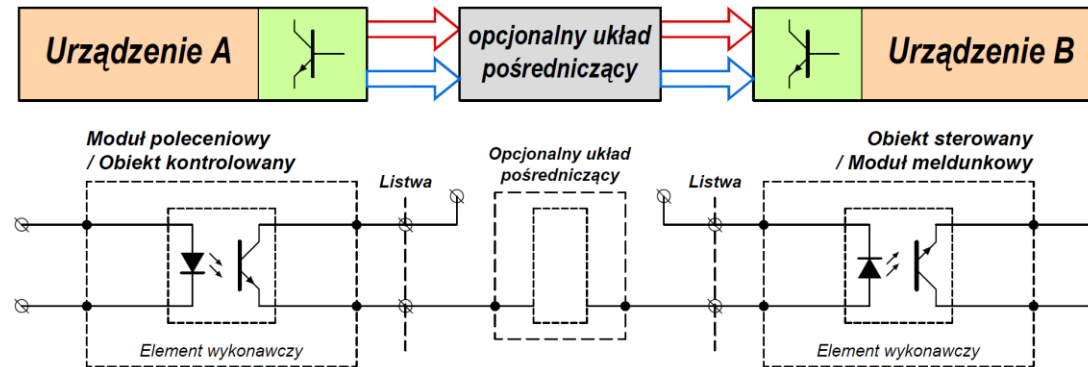 Urządzenie A
opcjonalny układ
pośredniczący
Urządzenie B
Moduł poleceniowy
/ Obiekt kontrolowany
Listwa
Opcjonalny układ
pośredniczący
Listwa
Obiekt sterowany
/ Moduł meldunkowy
Element wykonawczy
Element wykonawczy